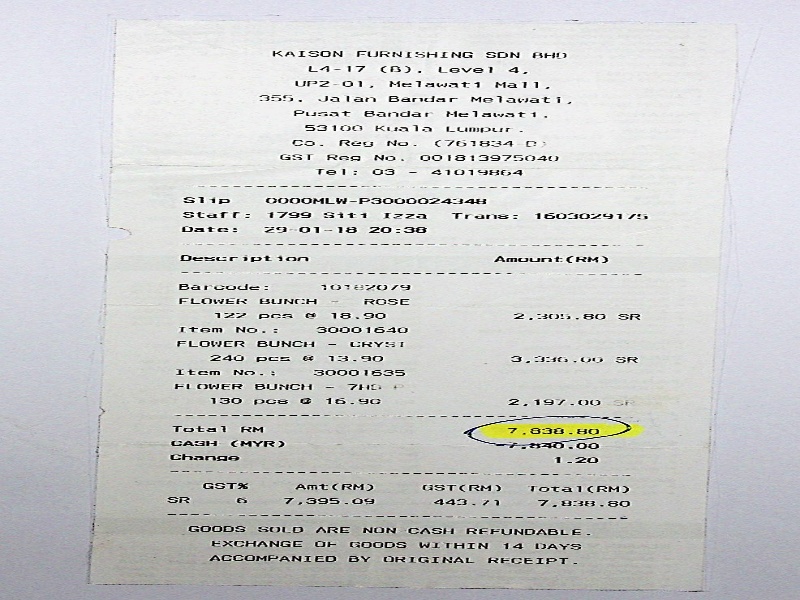 KAISON FURNISHING SDN BHD
L4-17 (B), Level 4,
UP2-01, Melawati Mall,
355, Jalan Bandar Melawati,
Pusat Bandar Melawati,
53100 Kuala Lumpur.
Co. Reg No. (761834-D)
GST Reg No. 001813975040
Tel: 03 - 41019864
Slip 0000MLW-P3000024348
Staff: 1799 Siti Izza Trans: 1603029175
Date: 29-01-18 20:38
Description Amount(RM)
Barcode: 10182079
FLOWER BUNCH - ROSE
122 pcs @ 18.90 2,305.80 SR
Item No.: 30001640
FLOWER BUNCH - CRYST
240 pcs @ 13.90 3,336.00 SR
Item No.: 30001635
FLOWER BUNCH -
130 pcs @ 16.90 2,197.00 SR
Total RM 7,838.80
CASH (MYR) 7,840.00
Change 1.20
GST% Amt(RM) GST(RM) Total(RM)
SR 6 7,395.09 443.71 7,838.80
GOODS SOLD ARE NON CASH REFUNDABLE.
EXCHANGE OF GOODS WITHIN 14 DAYS
ACCOMPANIED BY ORIGINAL RECEIPT.